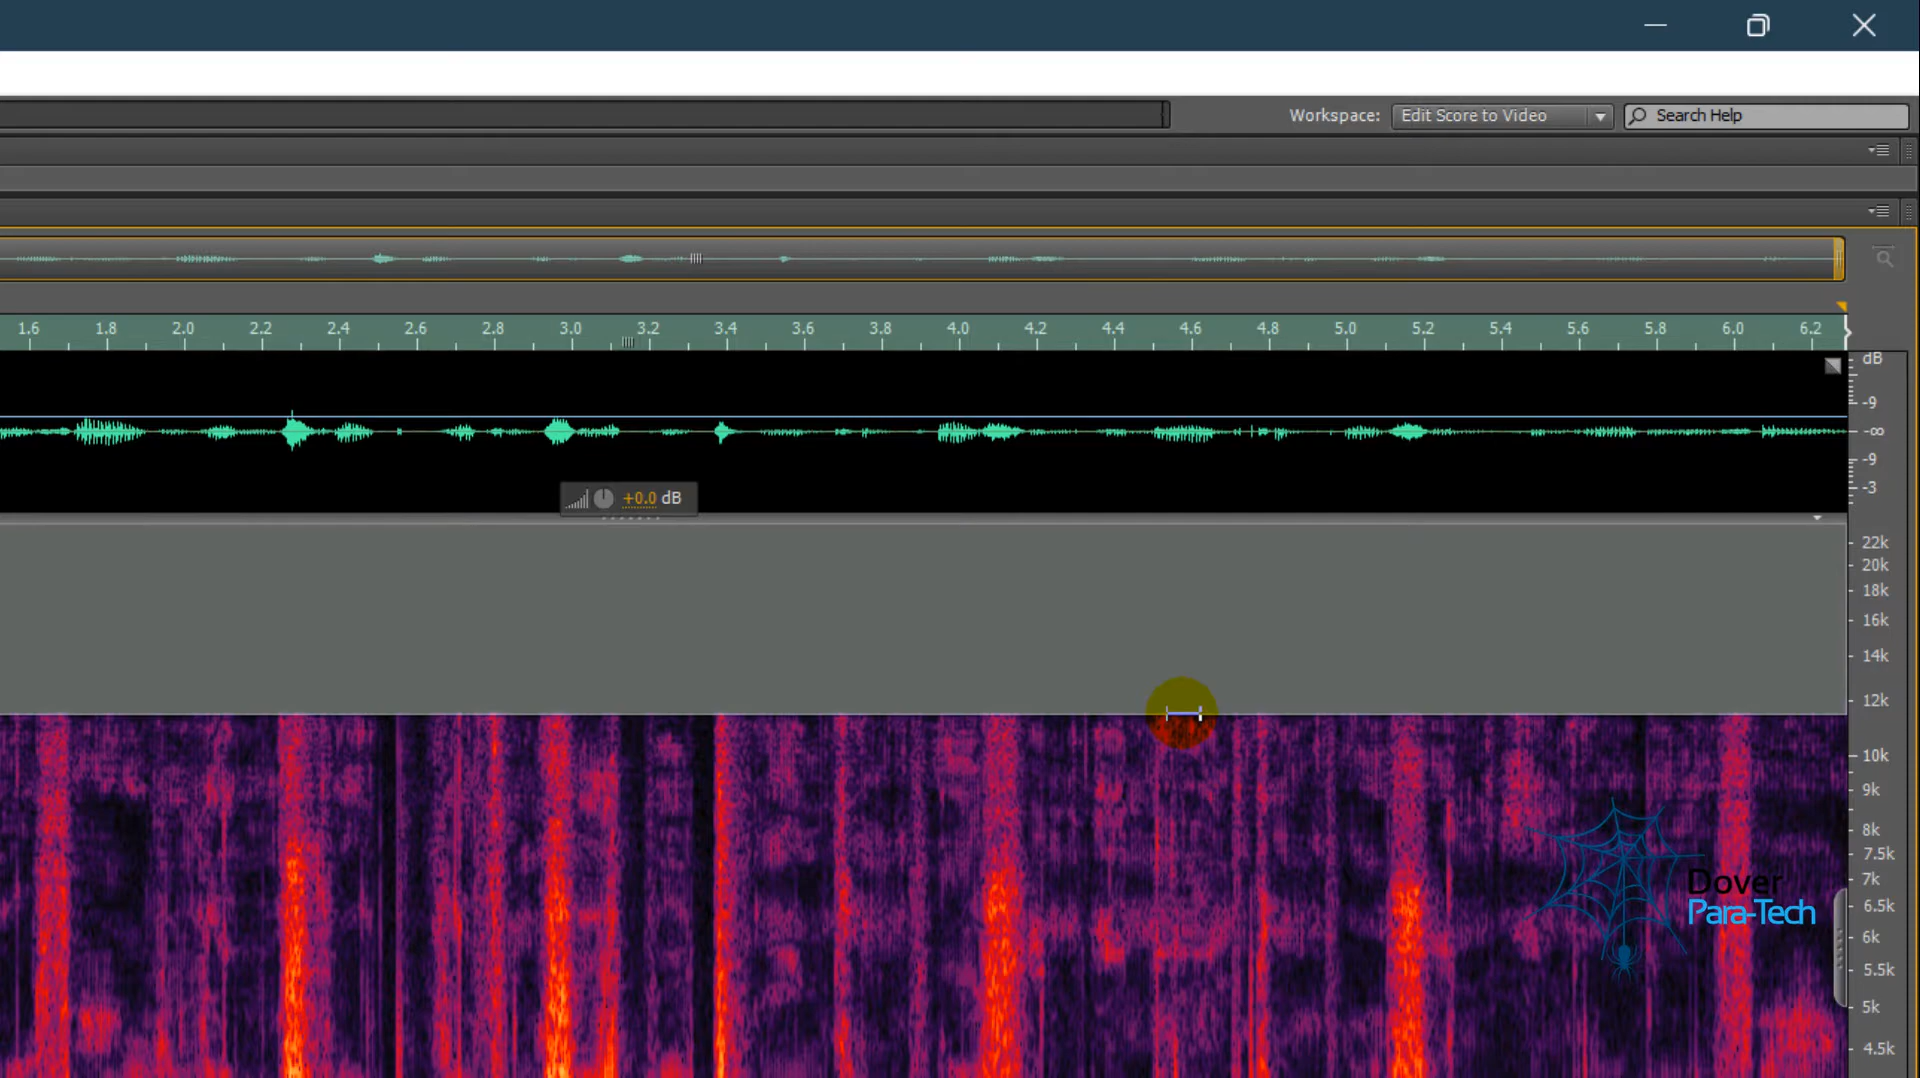 Workspace: Edit Score to Video Search Help
1.6 1.8 2.0 2.2 2.4 2.6 2.8 3.0 3.2 3.4 3.6 3.8 4.0 4.2 4.4 4.6 4.8 5.0 5.2 5.4 5.6 5.8 6.0 6.2
dB
-9
-∞
-9
-3
+0.0 dB
22k
20k
18k
16k
14k
12k
10k
9k
8k
7.5k
7k
6.5k
6k
5.5k
5k
4.5k
Dover
Para-Tech